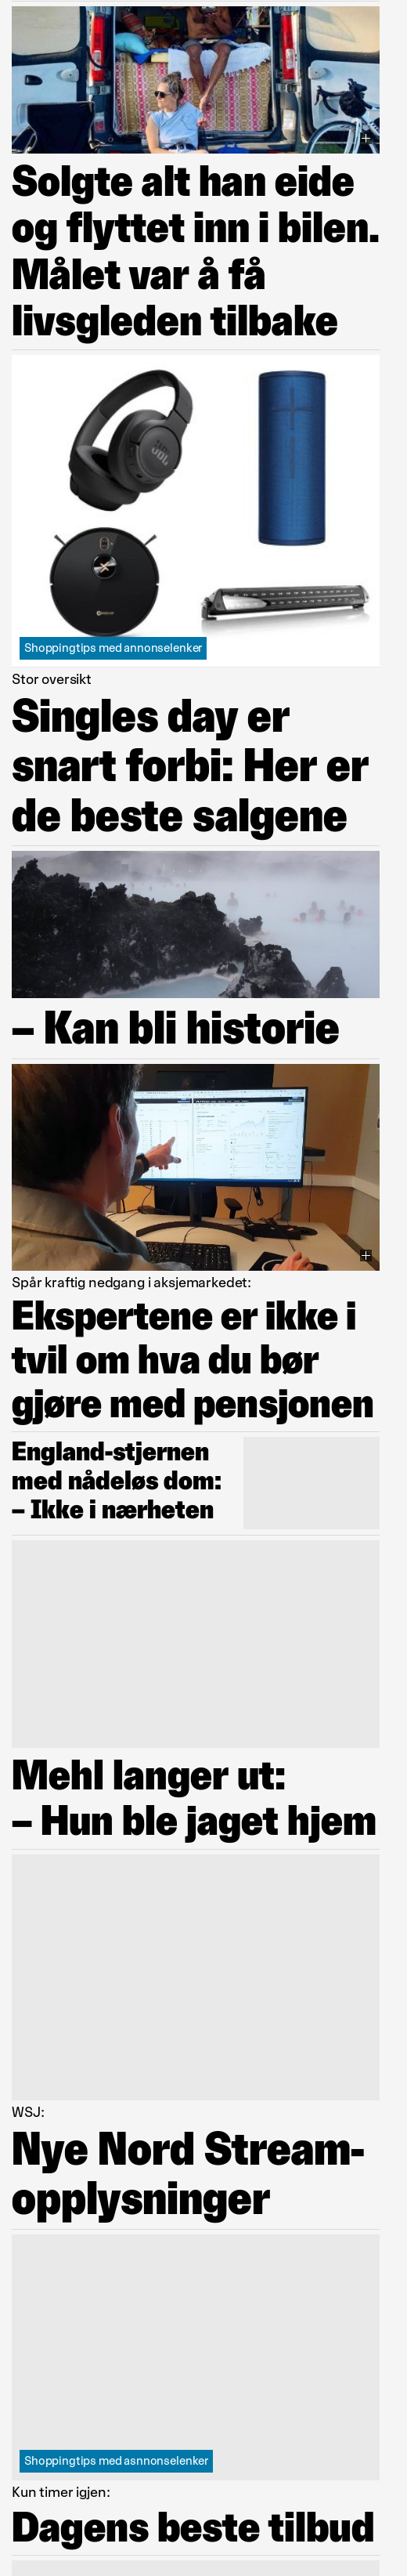 Solgte alt han eide
og flyttet inn i bilen.
Målet var å få
livsgleden tilbake
JBL
Shoppingtips med annonselenker
Stor oversikt
Singles day er
snart forbi: Her er
de beste salgene
– Kan bli historie
Spår kraftig nedgang i aksjemarkedet:
Ekspertene er ikke i
tvil om hva du bør
gjøre med pensjonen
England-stjernen
med nådeløs dom:
– Ikke i nærheten
Mehl langer ut:
– Hun ble jaget hjem
WSJ:
Nye Nord Stream-
opplysninger
Shoppingtips med asnnonselenker
Kun timer igjen:
Dagens beste tilbud